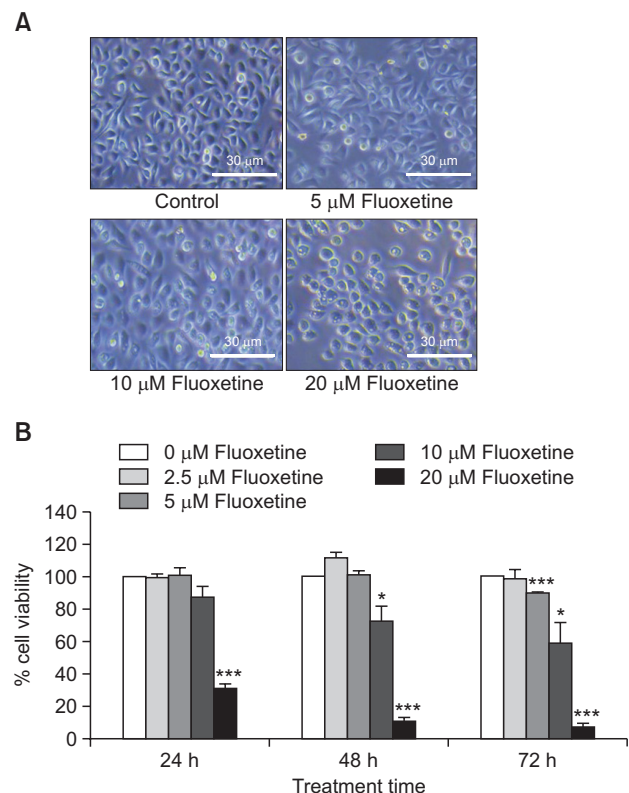 A
30 μm
30 μm
Control
5 μM Fluoxetine
30 μm
30 μm
10 μM Fluoxetine
20 μM Fluoxetine
B
0 μM Fluoxetine
2.5 μM Fluoxetine
5 μM Fluoxetine
10 μM Fluoxetine
20 μM Fluoxetine
% cell viability
140
120
100
80
60
40
20
0
***
*
***
***
*
***
24 h
48 h
72 h
Treatment time